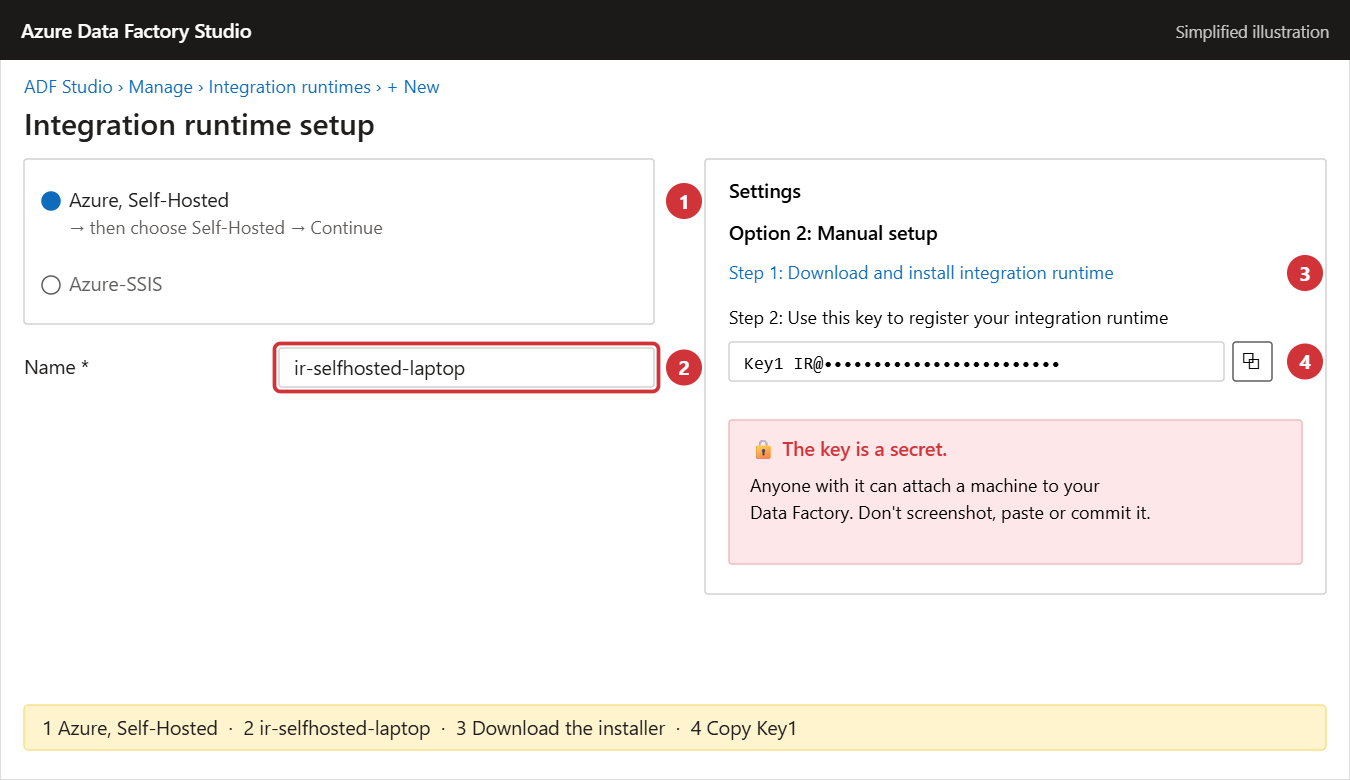 Azure Data Factory Studio
Simplified illustration
ADF Studio › Manage › Integration runtimes › + New
Integration runtime setup
Azure, Self-Hosted
→ then choose Self-Hosted → Continue
Azure-SSIS
1
Name *
ir-selfhosted-laptop
2
Settings
Option 2: Manual setup
Step 1: Download and install integration runtime
3
Step 2: Use this key to register your integration runtime
Key1 IR@••••••••••••••••••••••••
4
🔒 The key is a secret.
Anyone with it can attach a machine to your
Data Factory. Don't screenshot, paste or commit it.
1 Azure, Self-Hosted · 2 ir-selfhosted-laptop · 3 Download the installer · 4 Copy Key1